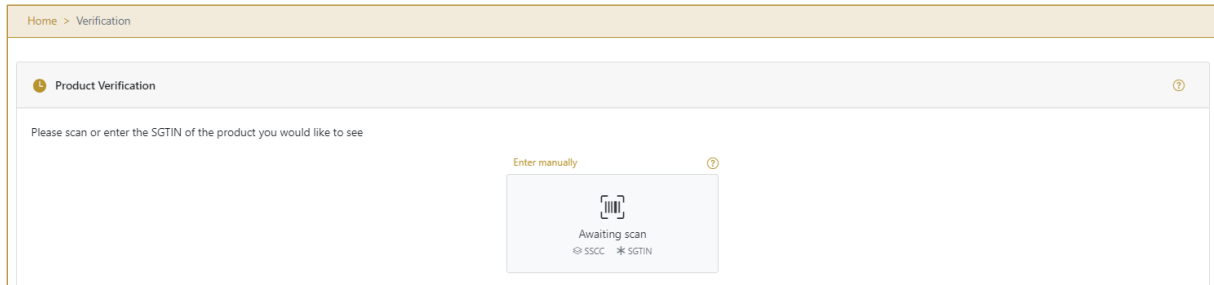 Home > Verification
Product Verification
Please scan or enter the SGTIN of the product you would like to see
Enter manually
Awaiting scan
SSCC SGTIN